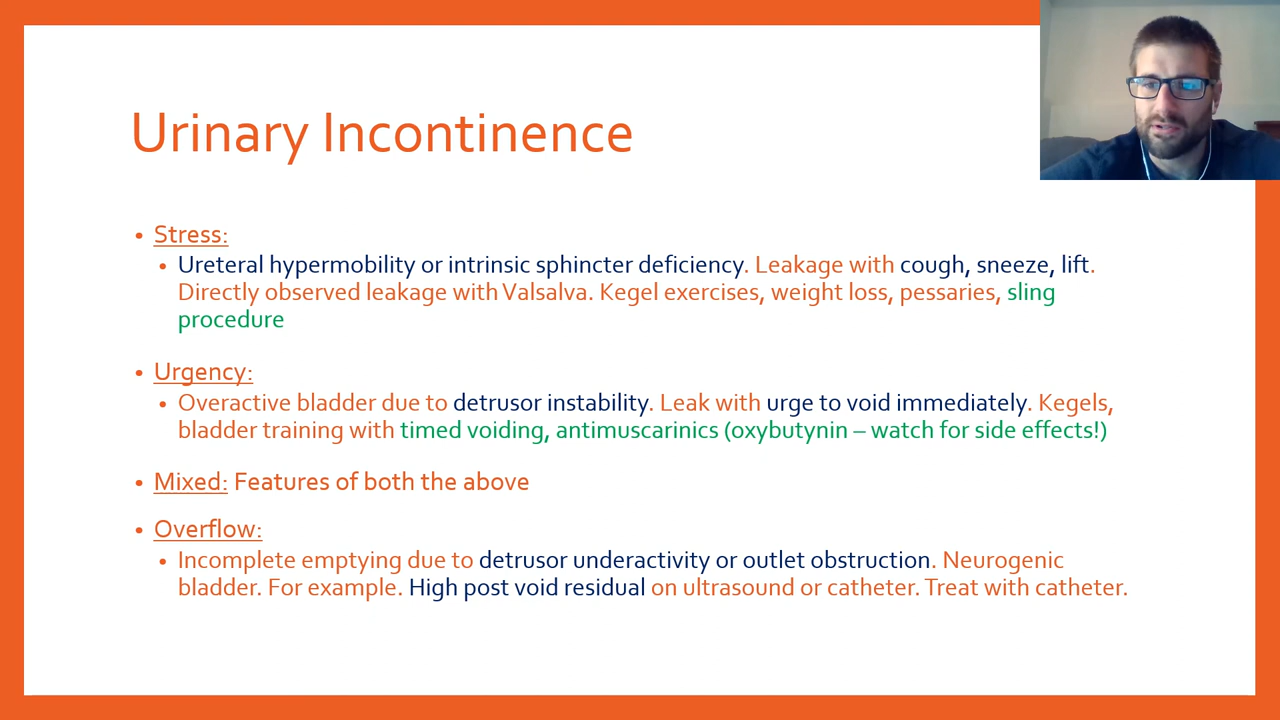 Urinary Incontinence
• Stress:
• Ureteral hypermobility or intrinsic sphincter deficiency. Leakage with cough, sneeze, lift.
Directly observed leakage with Valsalva. Kegel exercises, weight loss, pessaries, sling
procedure
• Urgency:
• Overactive bladder due to detrusor instability. Leak with urge to void immediately. Kegels,
bladder training with timed voiding, antimuscarinics (oxybutynin – watch for side effects!)
• Mixed: Features of both the above
• Overflow:
• Incomplete emptying due to detrusor underactivity or outlet obstruction. Neurogenic
bladder. For example. High post void residual on ultrasound or catheter. Treat with catheter.